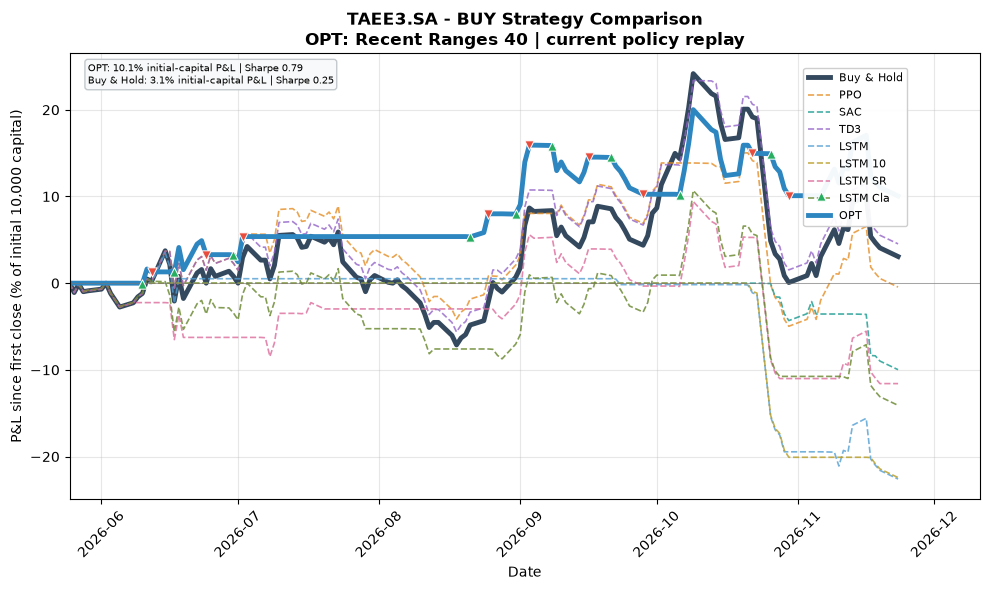 TAEE3.SA - BUY Strategy Comparison
OPT: Recent Ranges 40 | current policy replay
OPT: 10.1% initial-capital P&L | Sharpe 0.79
Buy & Hold: 3.1% initial-capital P&L | Sharpe 0.25
Buy & Hold
PPO
SAC
TD3
LSTM
LSTM 10
LSTM SR
LSTM Cla
OPT
P&L since first close (% of initial 10,000 capital)
20
10
0
−10
−20
2026-06
2026-07
2026-08
2026-09
2026-10
2026-11
2026-12
Date